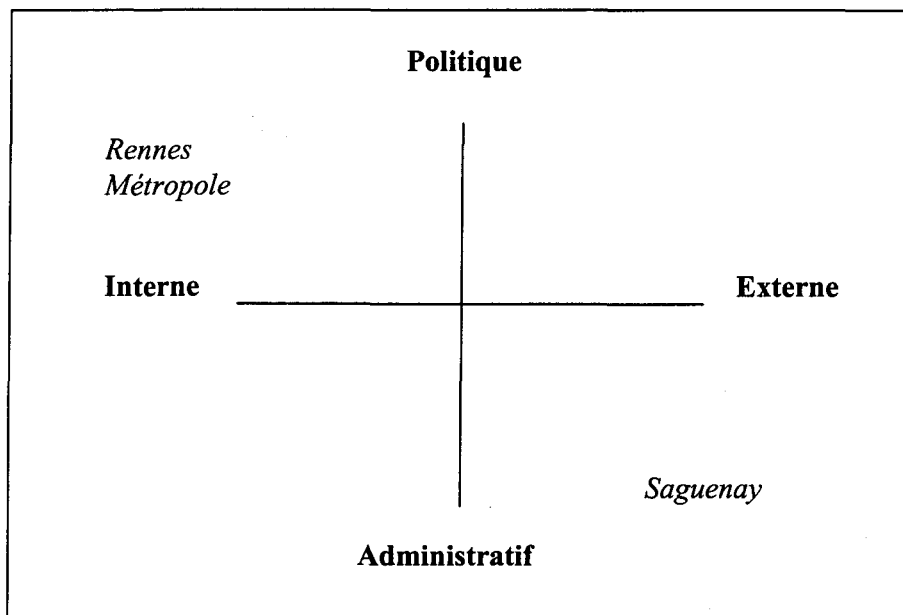 Politique
Rennes
Métropole
Interne
Externe
Saguenay
Administratif